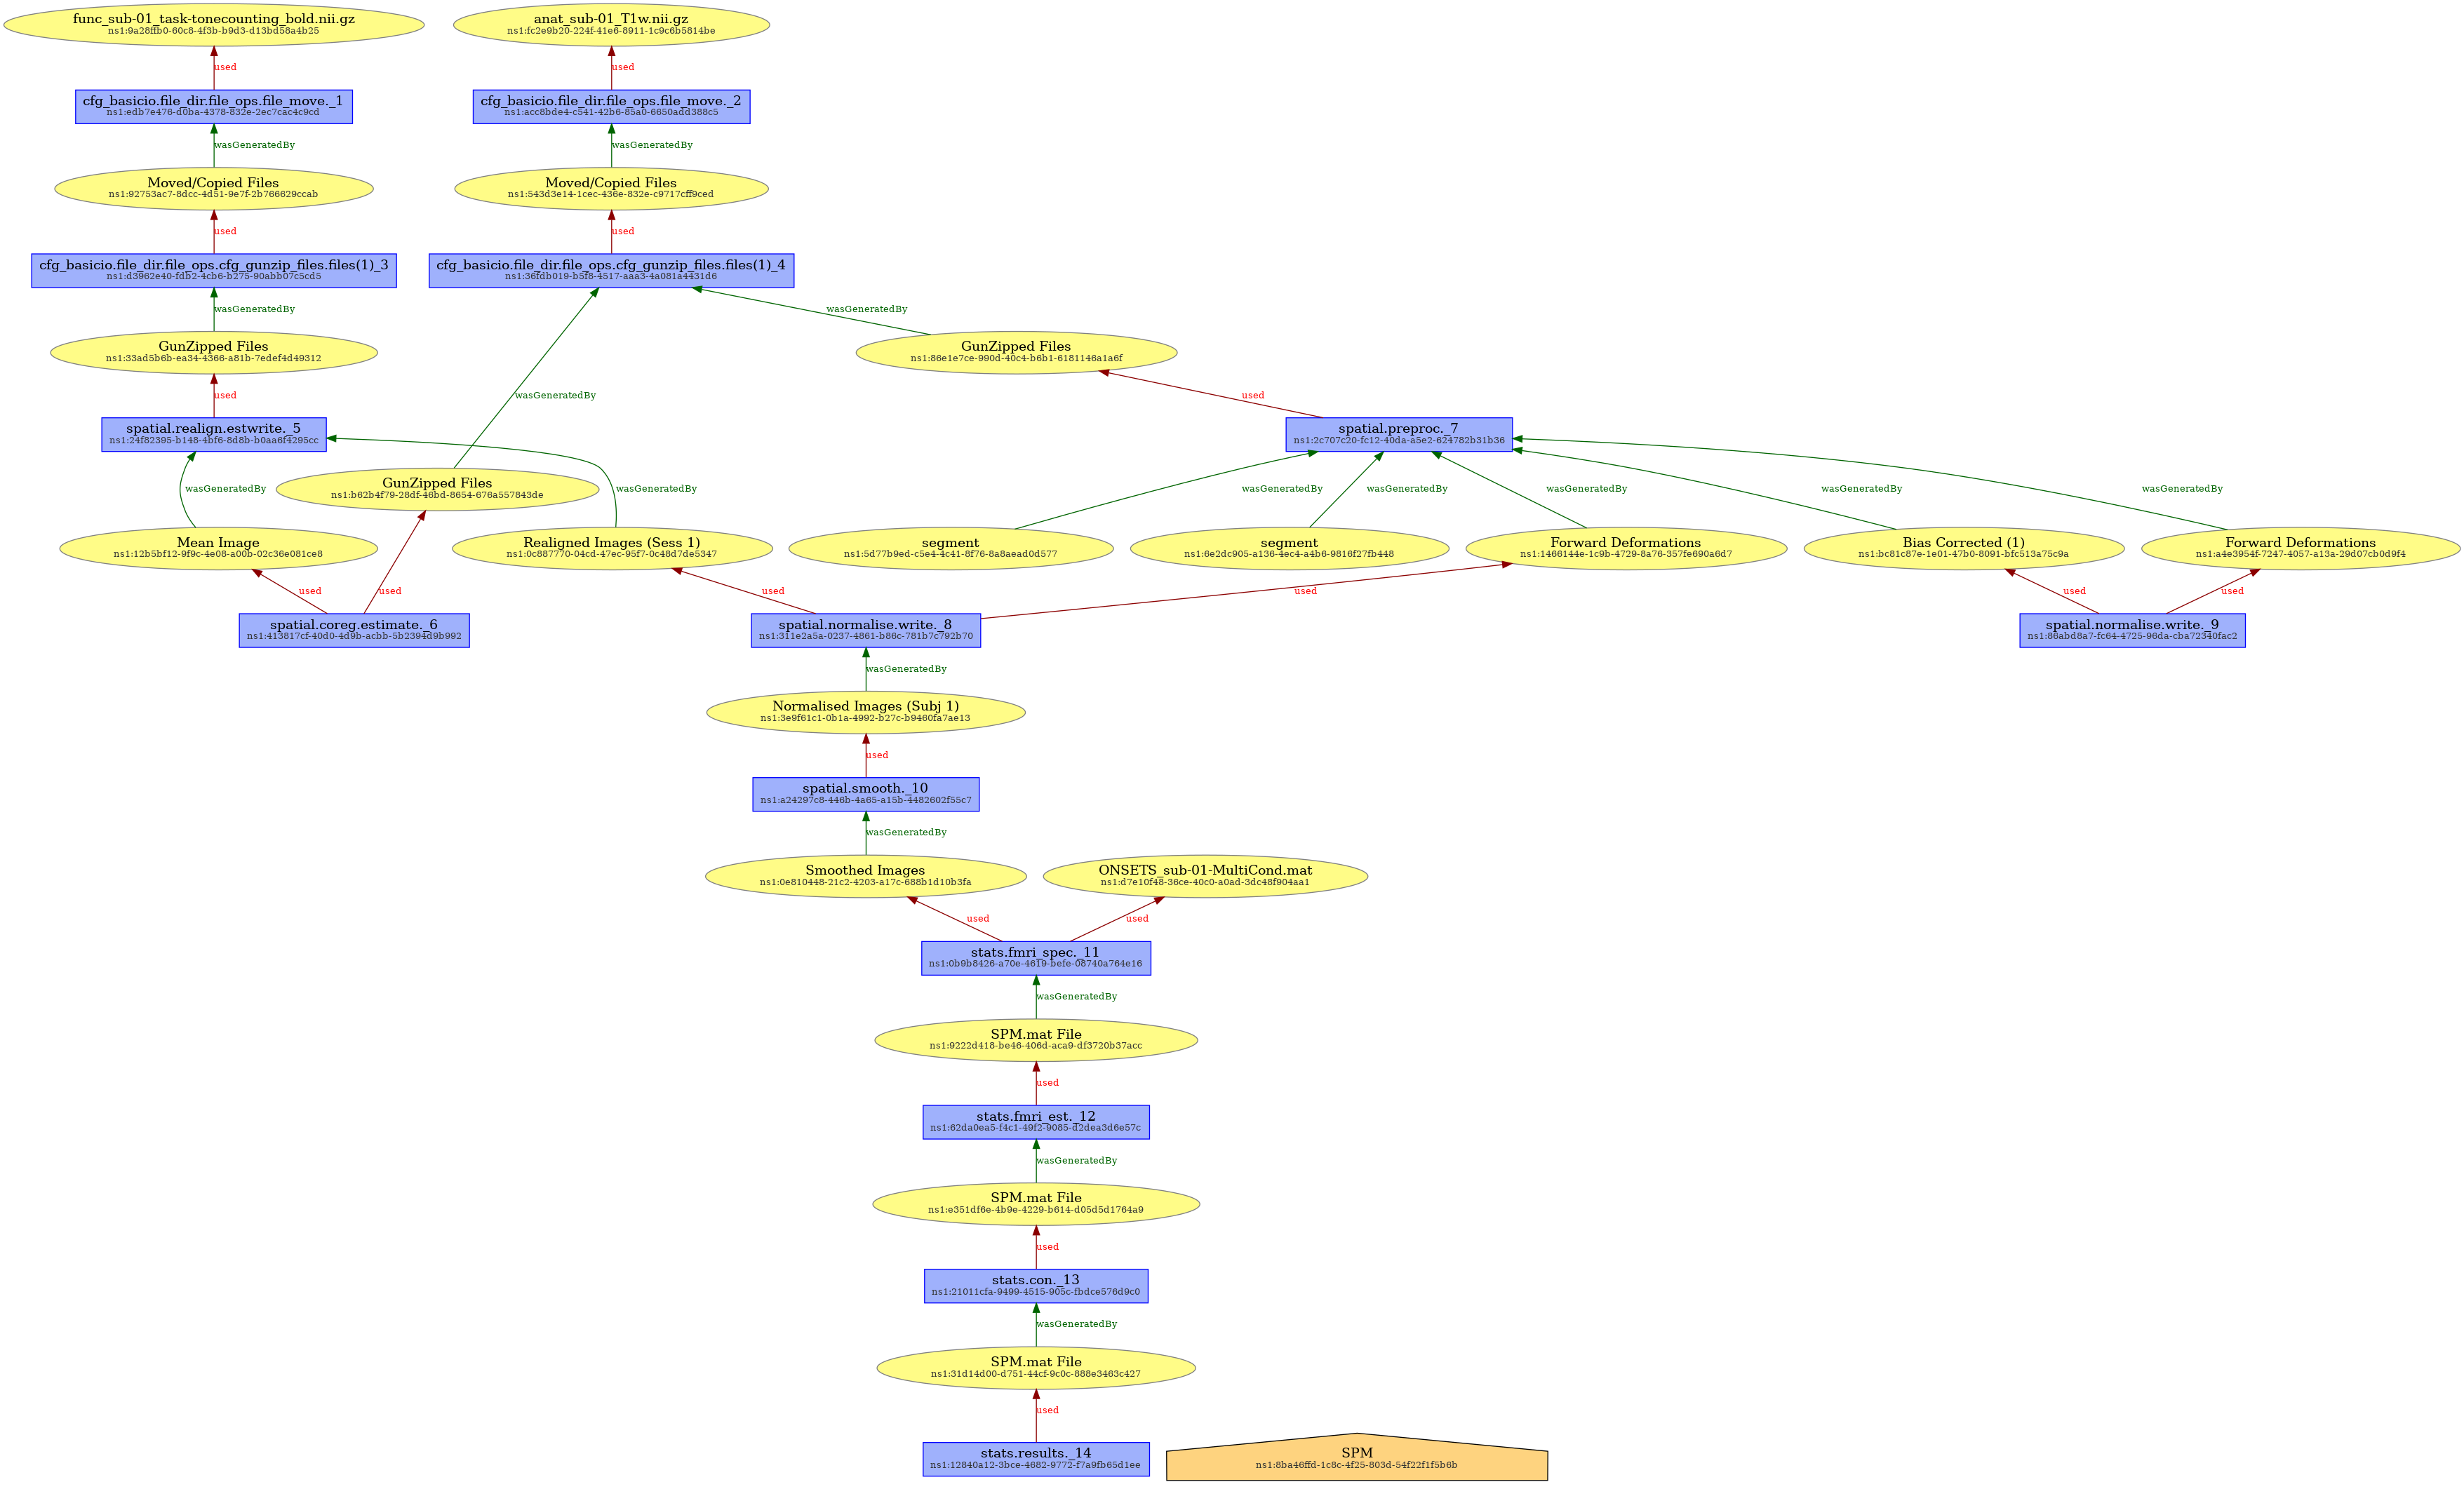 func_sub-01_task-tonecounting_bold.nii.gz
ns1:9a28ffb0-60c8-4f3b-b9d3-d13bd58a4b25
anat_sub-01_T1w.nii.gz
ns1:fc2e9b20-224f-41e6-8911-1c9c6b5814be
used
used
cfg_basicio.file_dir.file_ops.file_move._1
ns1:edb7e476-d0ba-4378-832e-2ec7cac4c9cd
cfg_basicio.file_dir.file_ops.file_move._2
ns1:acc8bde4-c541-42b6-85a0-6650add388c5
wasGeneratedBy
wasGeneratedBy
Moved/Copied Files
ns1:92753ac7-8dcc-4d51-9e7f-2b766629ccab
Moved/Copied Files
ns1:543d3e14-1cec-436e-832e-c9717cff9ced
used
used
cfg_basicio.file_dir.file_ops.cfg_gunzip_files.files(1)_3
ns1:d3962e40-fdb2-4cb6-b275-90abb07c5cd5
cfg_basicio.file_dir.file_ops.cfg_gunzip_files.files(1)_4
ns1:36fdb019-b5f8-4517-aaa3-4a081a4431d6
wasGeneratedBy
wasGeneratedBy
GunZipped Files
ns1:33ad5b6b-ea34-4366-a81b-7edef4d49312
GunZipped Files
ns1:86e1e7ce-990d-40c4-b6b1-6181146a1a6f
used
wasGeneratedBy
used
spatial.realign.estwrite._5
ns1:24f82395-b148-4bf6-8d8b-b0aa6f4295cc
spatial.preproc._7
ns1:2c707c20-fc12-40da-a5e2-624782b31b36
wasGeneratedBy
GunZipped Files
ns1:b62b4f79-28df-46bd-8654-676a557843de
wasGeneratedBy
wasGeneratedBy
wasGeneratedBy
wasGeneratedBy
wasGeneratedBy
wasGeneratedBy
Mean Image
ns1:12b5bf12-9f9c-4e08-a00b-02c36e081ce8
Realigned Images (Sess 1)
ns1:0c887770-04cd-47ec-95f7-0c48d7de5347
segment
ns1:5d77b9ed-c5e4-4c41-8f76-8a8aead0d577
segment
ns1:6e2dc905-a136-4ec4-a4b6-9816f27fb448
Forward Deformations
ns1:1466144e-1c9b-4729-8a76-357fe690a6d7
Bias Corrected (1)
ns1:bc81c87e-1e01-47b0-8091-bfc513a75c9a
Forward Deformations
ns1:a4e3954f-7247-4057-a13a-29d07cb0d9f4
used
used
used
used
used
used
spatial.coreg.estimate._6
ns1:413817cf-40d0-4d9b-acbb-5b2394d9b992
spatial.normalise.write._8
ns1:311e2a5a-0237-4861-b86c-781b7c792b70
spatial.normalise.write._9
ns1:86abd8a7-fc64-4725-96da-cba72340fac2
wasGeneratedBy
Normalised Images (Subj 1)
ns1:3e9f61c1-0b1a-4992-b27c-b9460fa7ae13
used
spatial.smooth._10
ns1:a24297c8-446b-4a65-a15b-4482602f55c7
wasGeneratedBy
Smoothed Images
ns1:0e810448-21c2-4203-a17c-688b1d10b3fa
ONSETS_sub-01-MultiCond.mat
ns1:d7e10f48-36ce-40c0-a0ad-3dc48f904aa1
used
used
stats.fmri_spec._11
ns1:0b9b8426-a70e-4619-befe-08740a764e16
wasGeneratedBy
SPM.mat File
ns1:9222d418-be46-406d-aca9-df3720b37acc
used
stats.fmri_est._12
ns1:62da0ea5-f4c1-49f2-9085-d2dea3d6e57c
wasGeneratedBy
SPM.mat File
ns1:e351df6e-4b9e-4229-b614-d05d5d1764a9
used
stats.con._13
ns1:21011cfa-9499-4515-905c-fbdce576d9c0
wasGeneratedBy
SPM.mat File
ns1:31d14d00-d751-44cf-9c0c-888e3463c427
used
stats.results._14
ns1:12840a12-3bce-4682-9772-f7a9fb65d1ee
SPM
ns1:8ba46ffd-1c8c-4f25-803d-54f22f1f5b6b